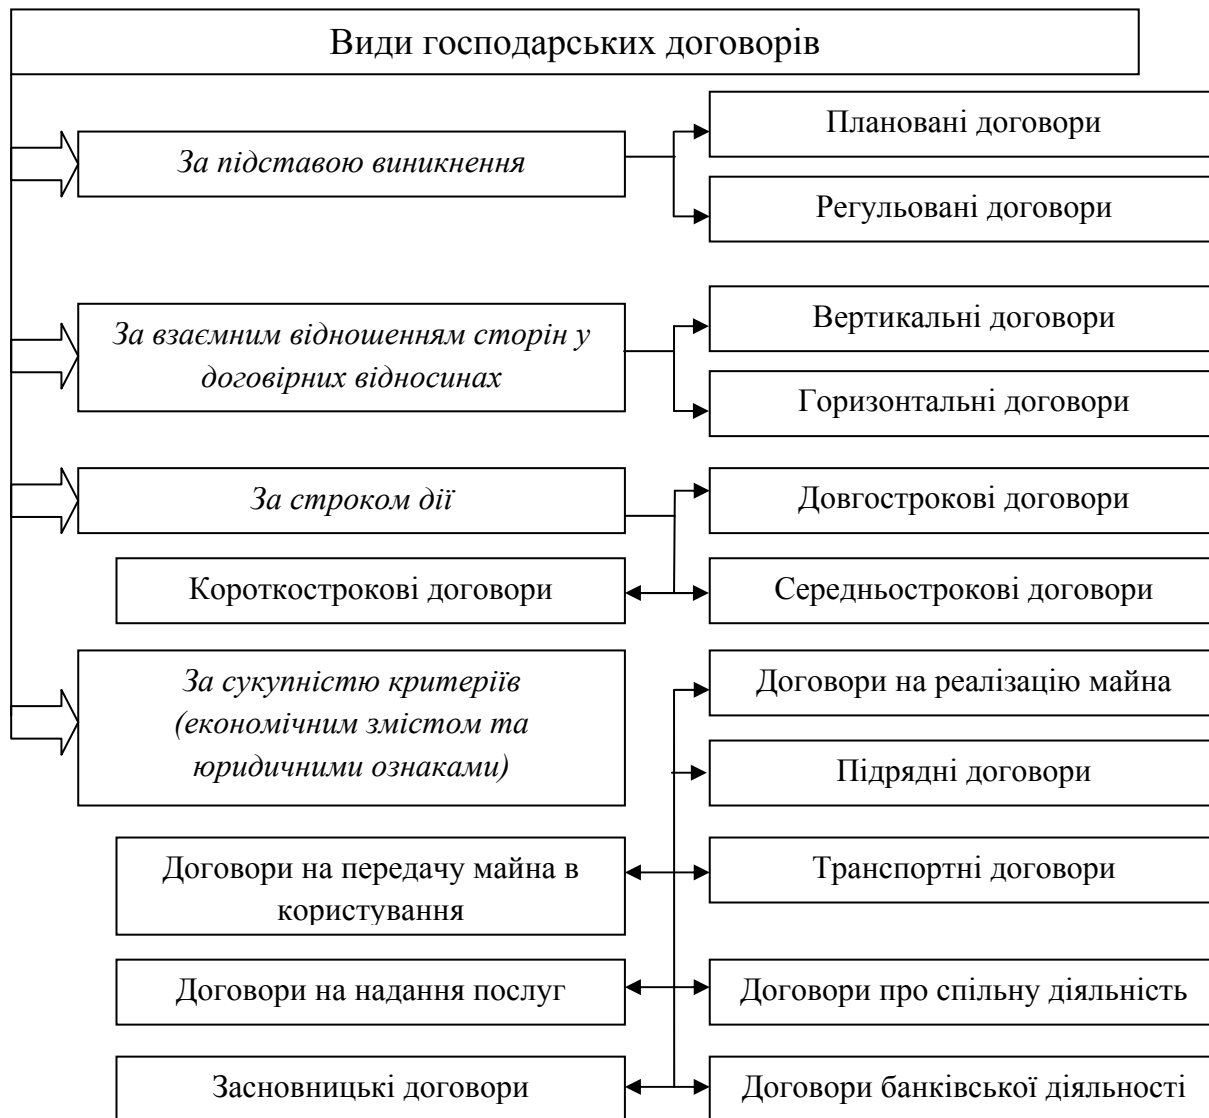 Види господарських договорів
За підставою виникнення
Плановані договори
Регульовані договори
За взаємним відношенням сторін у
договірних відносинах
Вертикальні договори
Горизонтальні договори
За строком дії
Довгострокові договори
Короткострокові договори
Середньострокові договори
За сукупністю критеріїв
(економічним змістом та
юридичними ознаками)
Договори на реалізацію майна
Підрядні договори
Договори на передачу майна в
користування
Транспортні договори
Договори на надання послуг
Договори про спільну діяльність
Засновницькі договори
Договори банківської діяльності